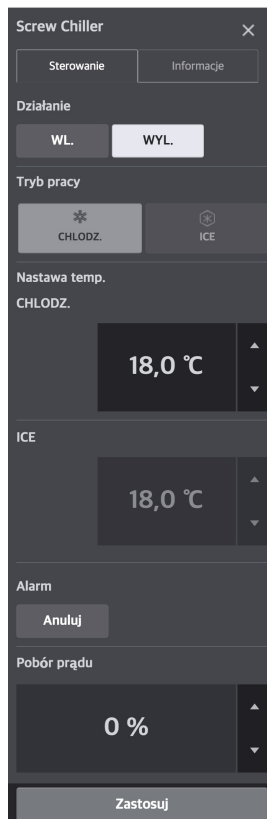 Screw Chiller
Sterowanie Informacje
Działanie
WL. WYL.
Tryb pracy
CHLODZ. ICE
Nastawa temp.
CHLODZ.
18,0 ℃
ICE
18,0 ℃
Alarm
Anuluj
Pobór prądu
0 %
Zastosuj